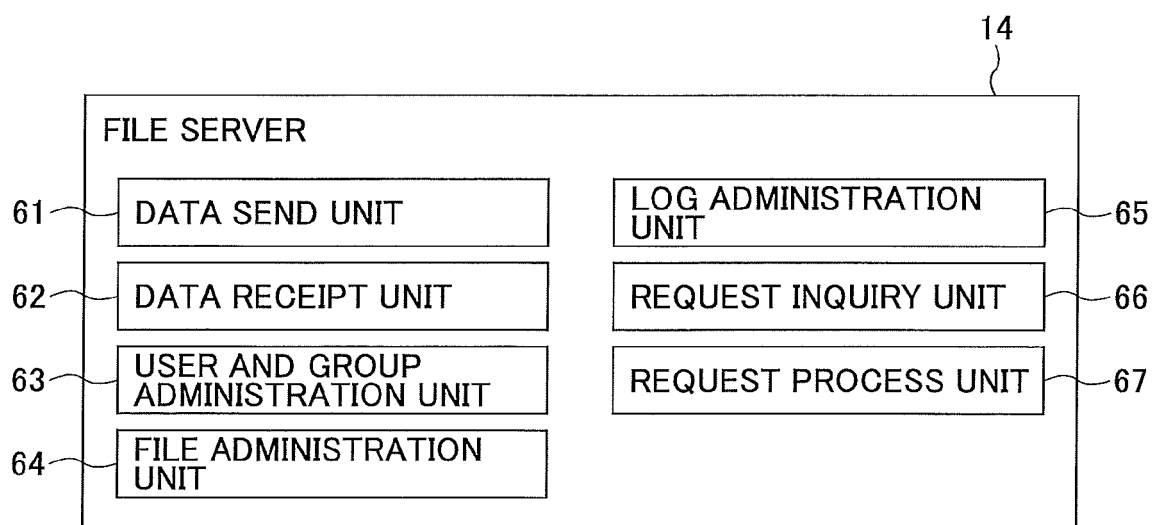 14
FILE SERVER
61
DATA SEND UNIT
62
DATA RECEIPT UNIT
63
USER AND GROUP
ADMINISTRATION UNIT
64
FILE ADMINISTRATION
UNIT
LOG ADMINISTRATION
UNIT
65
REQUEST INQUIRY UNIT
66
REQUEST PROCESS UNIT
67